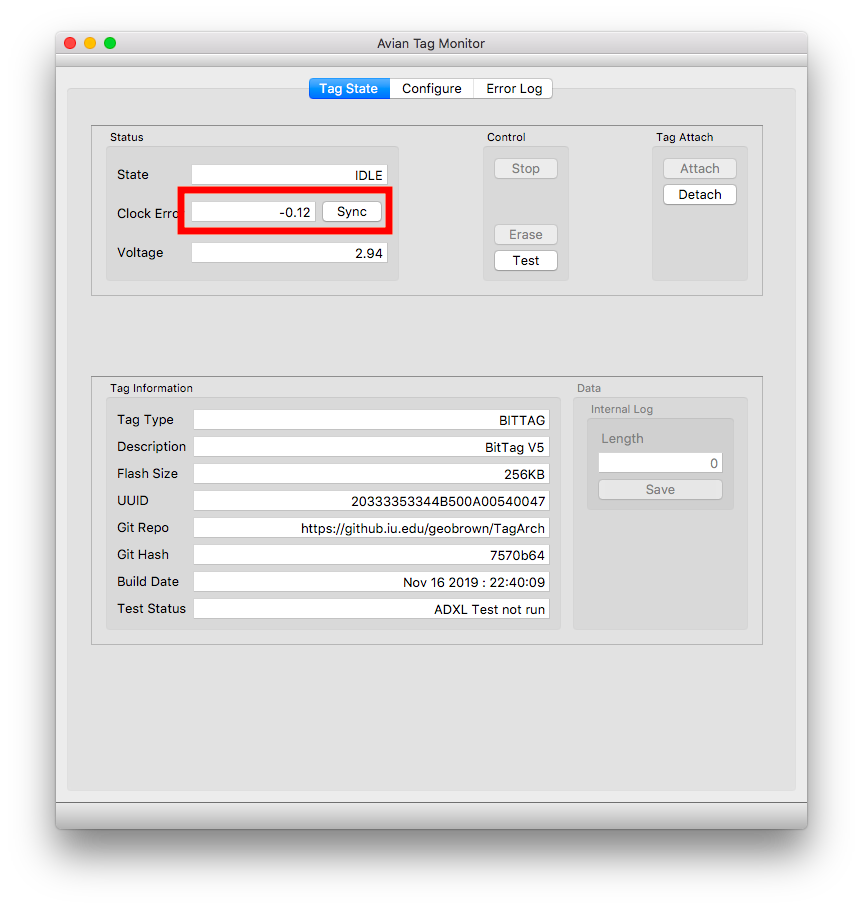 Avian Tag Monitor
Tag State Configure Error Log
Status
State IDLE
Clock Erro -0.12 Sync
Voltage 2.94
Control
Stop
Erase
Test
Tag Attach
Attach
Detach
Tag Information
Tag Type BITTAG
Description BitTag V5
Flash Size 256KB
UUID 20333353344B500A00540047
Git Repo https://github.iu.edu/geobrown/TagArch
Git Hash 7570b64
Build Date Nov 16 2019 : 22:40:09
Test Status ADXL Test not run
Data
Internal Log
Length
0
Save